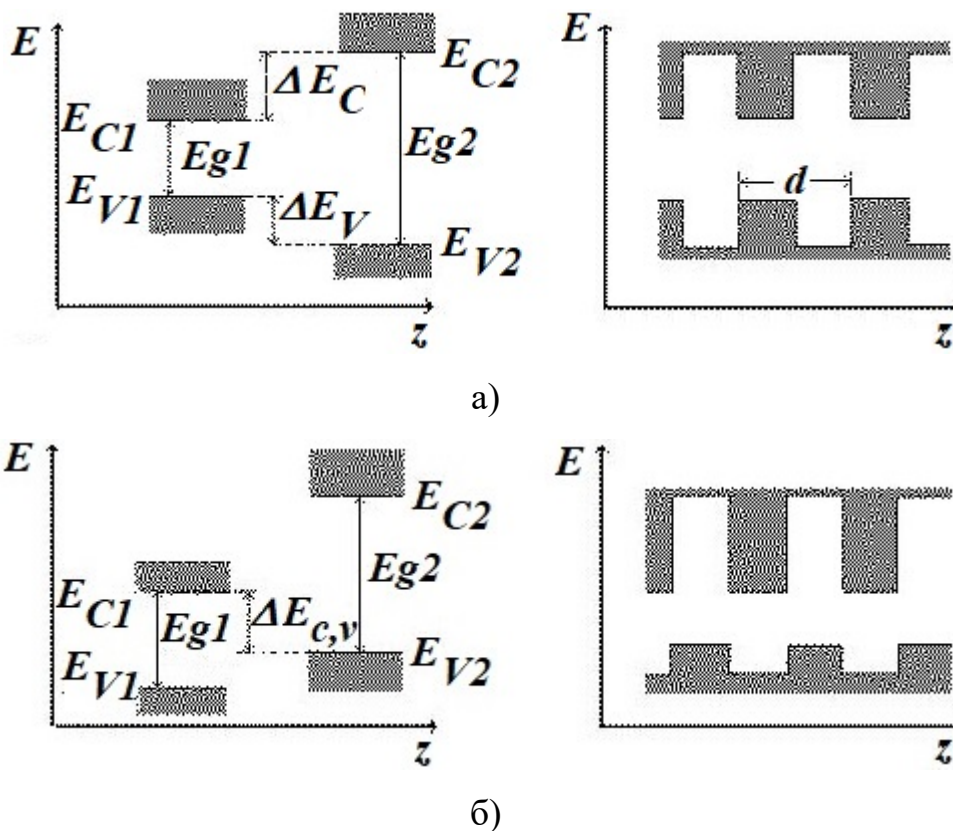 E
E_C2
ΔE_C
E_C1
Eg1
Eg2
E_V1
ΔE_V
E_V2
z
E
d
z
а)
E
E_C2
E_C1
Eg1
ΔE_c,v
Eg2
E_V1
E_V2
z
E
z
б)